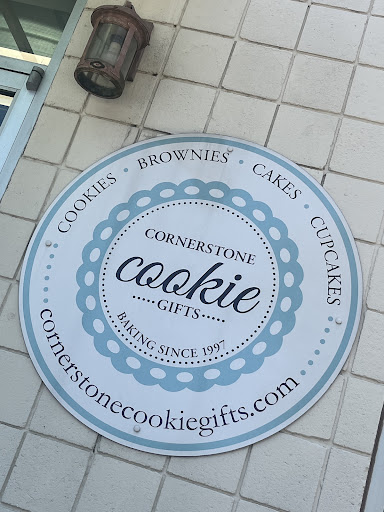 COOKIES • BROWNIES • CAKES • CUPCAKES
CORNERSTONE
cookie
GIFTS
BAKING SINCE 1997
cornerstonecookiegifts.com